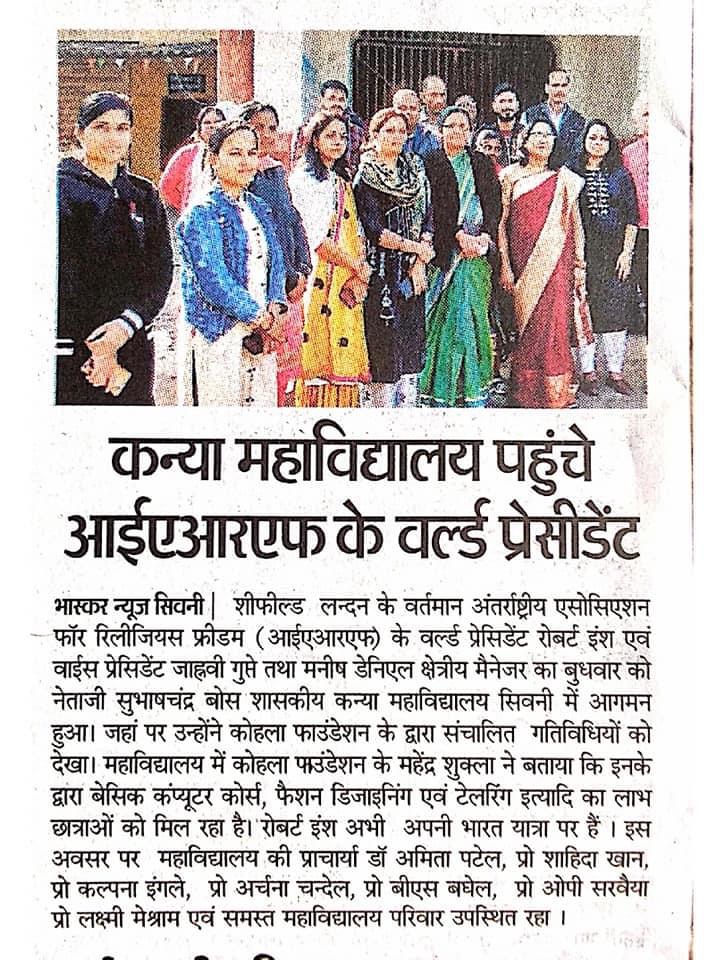 कन्या महाविद्यालय पहुंचे
आईएआरएफ के वर्ल्ड प्रेसीडेंट
भास्कर न्यूज सिवनी| शीफील्ड लन्दन के वर्तमान अंतर्राष्ट्रीय एसोसिएशन
फॉर रिलीजियस फ्रीडम (आईएआरएफ) के वर्ल्ड प्रेसिडेंट रोबर्ट इंश एवं
वाईस प्रेसिडेंट जाह्नवी गुप्ते तथा मनीष डेनिएल क्षेत्रीय मैनेजर का बुधवार को
नेताजी सुभाषचंद्र बोस शासकीय कन्या महाविद्यालय सिवनी में आगमन
हुआ। जहां पर उन्होंने कोहला फाउंडेशन के द्वारा संचालित गतिविधियों को
देखा। महाविद्यालय में कोहला फाउंडेशन के महेंद्र शुक्ला ने बताया कि इनके
द्वारा बेसिक कंप्यूटर कोर्स, फैशन डिजाइनिंग एवं टेलरिंग इत्यादि का लाभ
छात्राओं को मिल रहा है। रोबर्ट इंश अभी अपनी भारत यात्रा पर हैं । इस
अवसर पर महाविद्यालय की प्राचार्या डॉ अमिता पटेल, प्रो शाहिदा खान,
प्रो कल्पना इंगले, प्रो अर्चना चन्देल, प्रो बीएस बघेल, प्रो ओपी सरवैया
प्रो लक्ष्मी मेश्राम एवं समस्त महाविद्यालय परिवार उपस्थित रहा ।